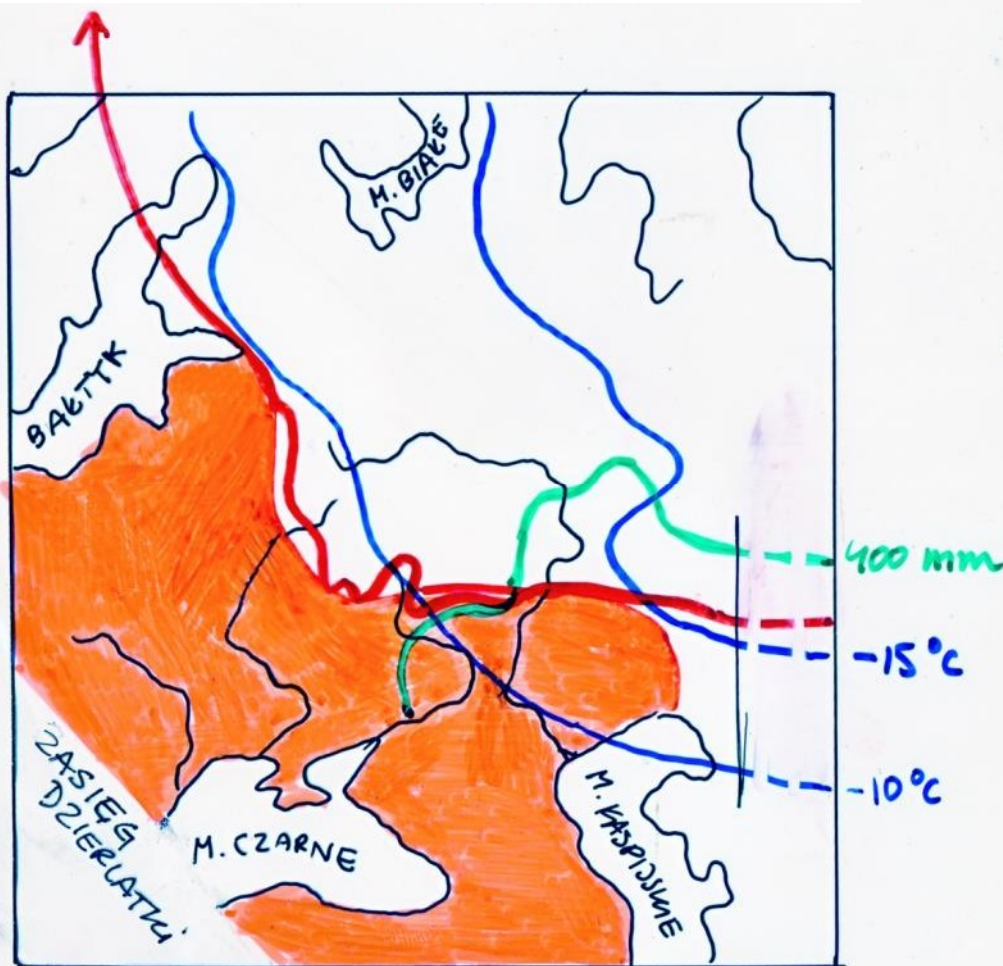 M. BIAŁE
BAŁTYK
400 mm
-15°C
-10°C
ZASIĘG
DZIERLATKI
M. CZARNE
M. KASPIJSKIE